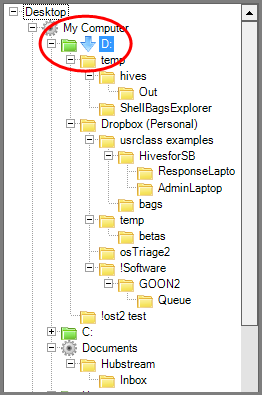 Desktop
My Computer
D:
temp
hives
Out
ShellBagsExplorer
Dropbox (Personal)
usrclass examples
HivesforSB
ResponseLapto
AdminLaptop
bags
temp
betas
osTriage2
!Software
GOON2
Queue
!ost2 test
C:
Documents
Hubstream
Inbox